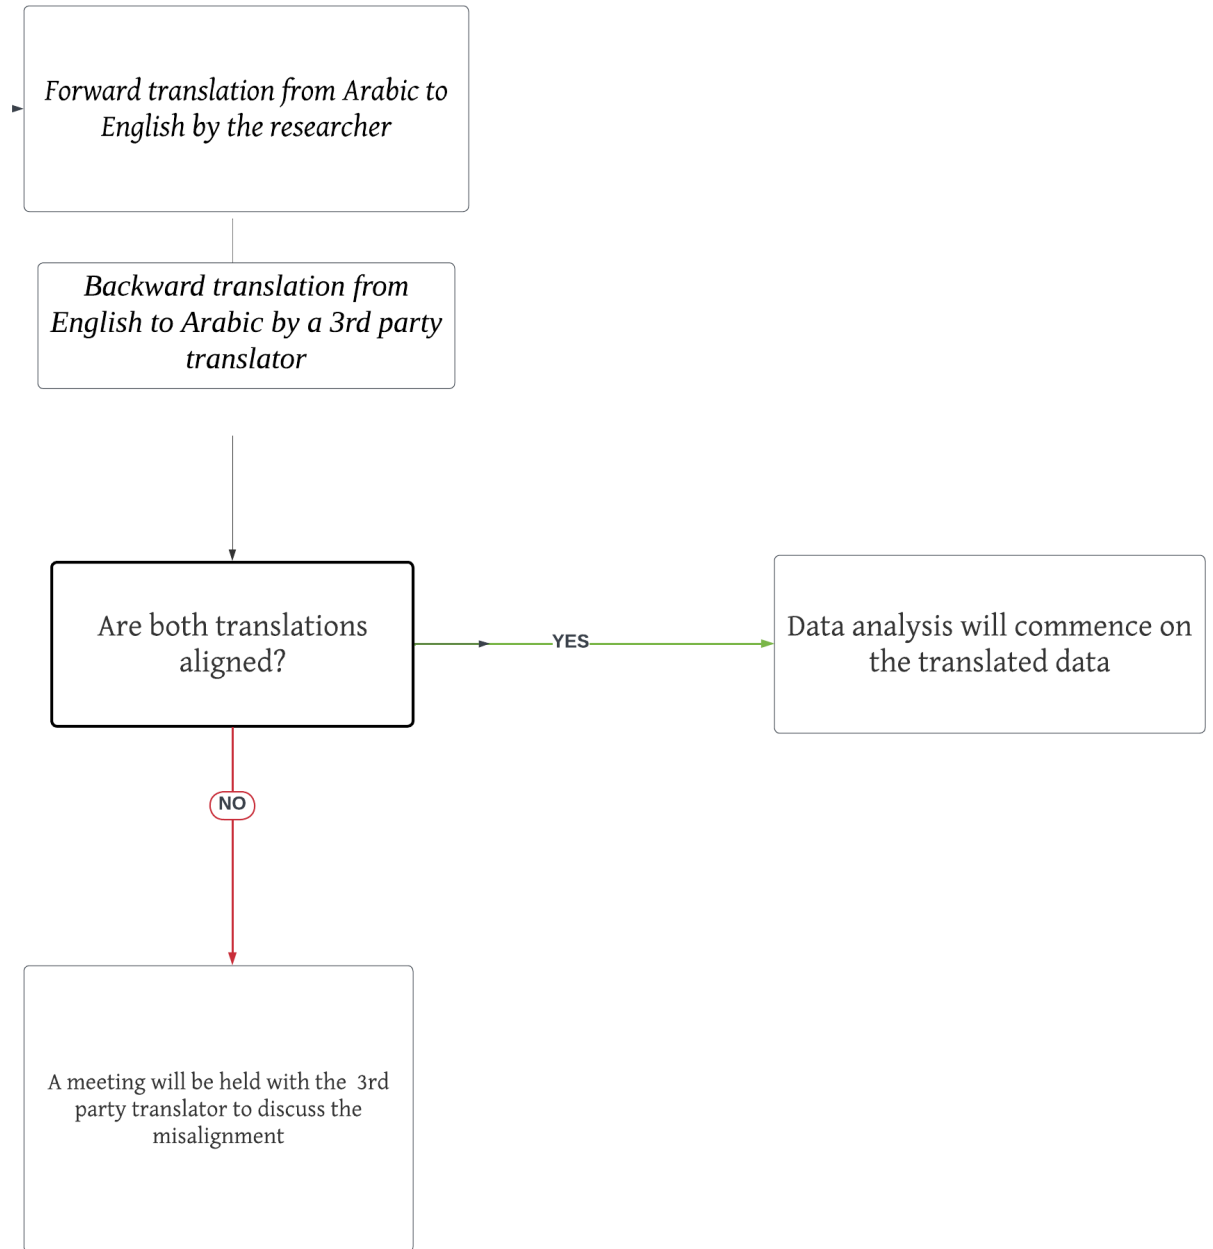 Forward translation from Arabic to
English by the researcher
Backward translation from
English to Arabic by a 3rd party
translator
Are both translations
aligned?
YES
Data analysis will commence on
the translated data
NO
A meeting will be held with the  3rd
party translator to discuss the
misalignment